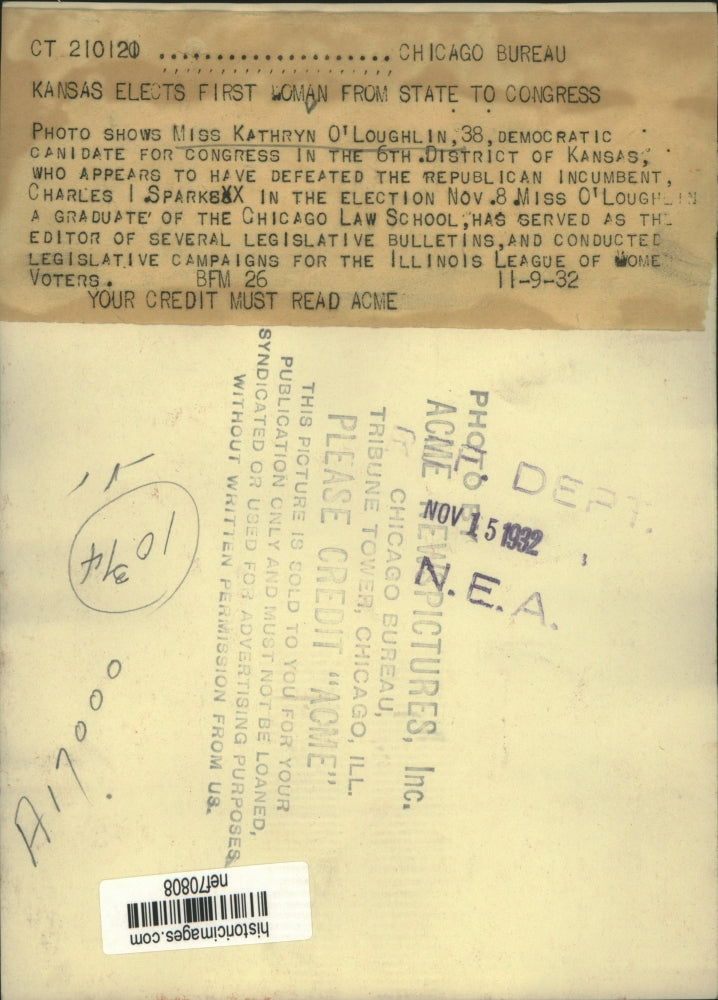 CT 210120 ...................... CHICAGO BUREAU
KANSAS ELECTS FIRST WOMAN FROM STATE TO CONGRESS
PHOTO SHOWS MISS KATHRYN O'LOUGHLIN, 38, DEMOCRATIC
CANIDATE FOR CONGRESS IN THE 6TH.DISTRICT OF KANSAS,
WHO APPEARS TO HAVE DEFEATED THE REPUBLICAN INCUMBENT,
CHARLES I.SPARKSXX IN THE ELECTION NOV.8.MISS O'LOUGHLIN
A GRADUATE OF THE CHICAGO LAW SCHOOL, HAS SERVED AS THE
EDITOR OF SEVERAL LEGISLATIVE BULLETINS, AND CONDUCTED
LEGISLATIVE CAMPAIGNS FOR THE ILLINOIS LEAGUE OF WOME
VOTERS. BFM 26 11-9-32
YOUR CREDIT MUST READ ACME
PHOTO BY
ACME NEWSPICTURES, Inc.
CHICAGO BUREAU,
TRIBUNE TOWER, CHICAGO, ILL.
PLEASE CREDIT "ACME"
THIS PICTURE IS SOLD TO YOU FOR YOUR
PUBLICATION ONLY AND MUST NOT BE LOANED,
SYNDICATED OR USED FOR ADVERTISING PURPOSES
WITHOUT WRITTEN PERMISSION FROM US.
DEPT.
NOV 15 1932
N.E.A.
10 3/4
A17000
historicimages.com
nef70808